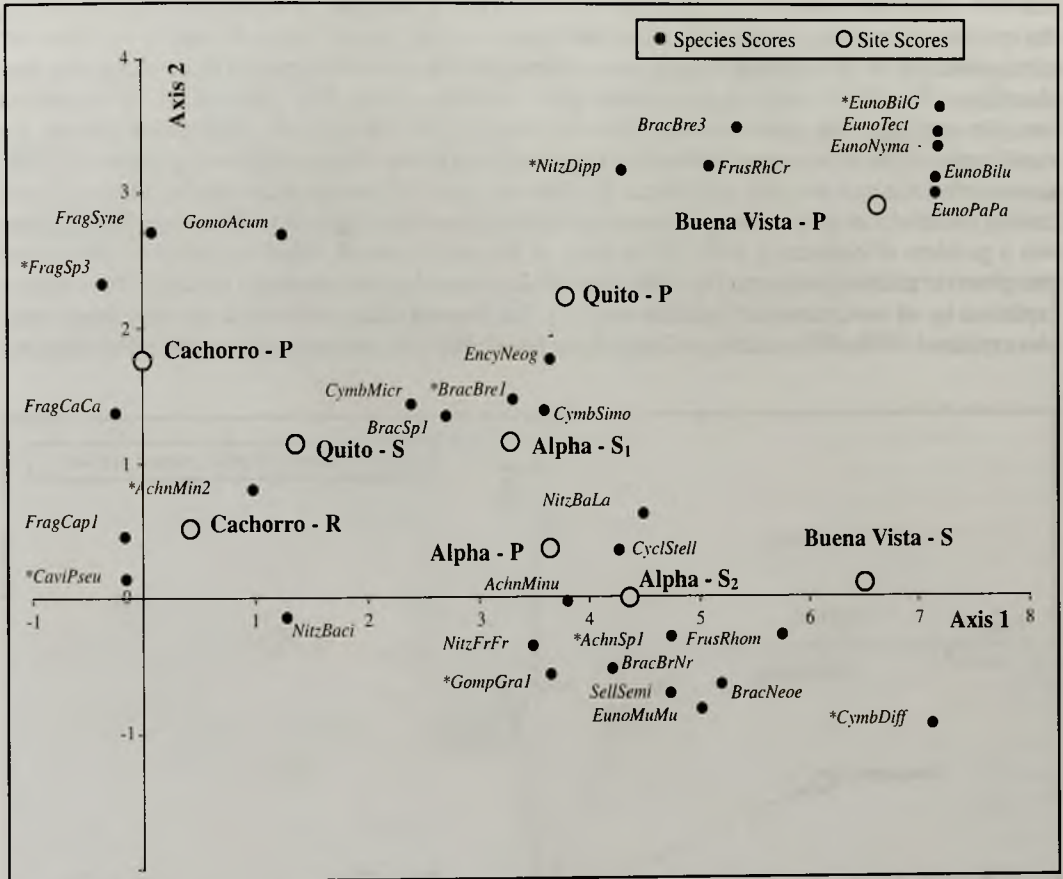 ● Species Scores ○ Site Scores
Axis 2
4
*EunoBilG
BracBre3
EunoTect
EunoNyma
*NitzDipp
FrusRhCr
EunoBilu
3
EunoPaPa
FragSyne
GomoAcum
Buena Vista - P
*FragSp3
Quito - P
2
Cachorro - P
EncyNeog
CymbMicr
*BracBre1
FragCaCa
BracSp1
CymbSimo
Quito - S
Alpha - S₁
1
*AchnMin2
NitzBaLa
FragCap1
Cachorro - R
Alpha - P
CyclStell
Buena Vista - S
*CaviPseu
AchnMinu
Alpha - S₂
-1 0 1 2 3 4 5 6 7 8
Axis 1
NitzBaci
NitzFrFr
*AchnSp1
FrusRhom
BracBrNr
*GompGra1
SellSemi
BracNeoe
EunoMuMu
*CymbDiff
-1